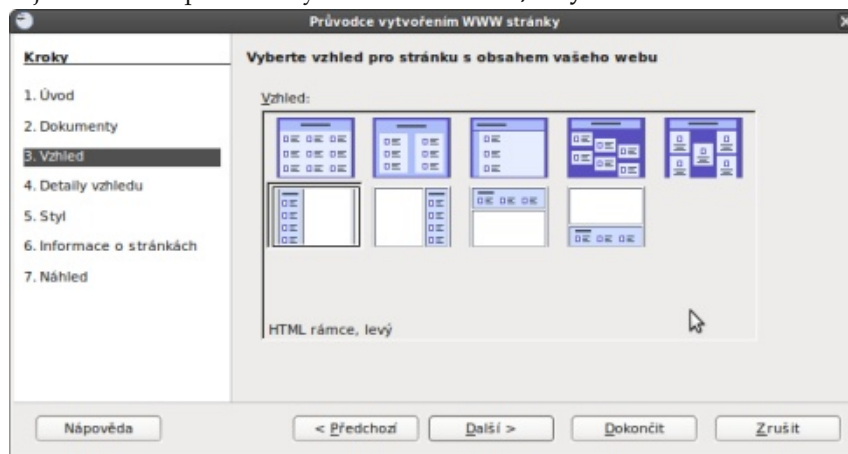 Průvodce vytvořením WWW stránky
Kroky
1. Úvod
2. Dokumenty
3. Vzhled
4. Detaily vzhledu
5. Styl
6. Informace o stránkách
7. Náhled
Vyberte vzhled pro stránku s obsahem vašeho webu
Vzhled:
HTML rámce, levý
Nápověda
< Předchozí
Další >
Dokončit
Zrušit